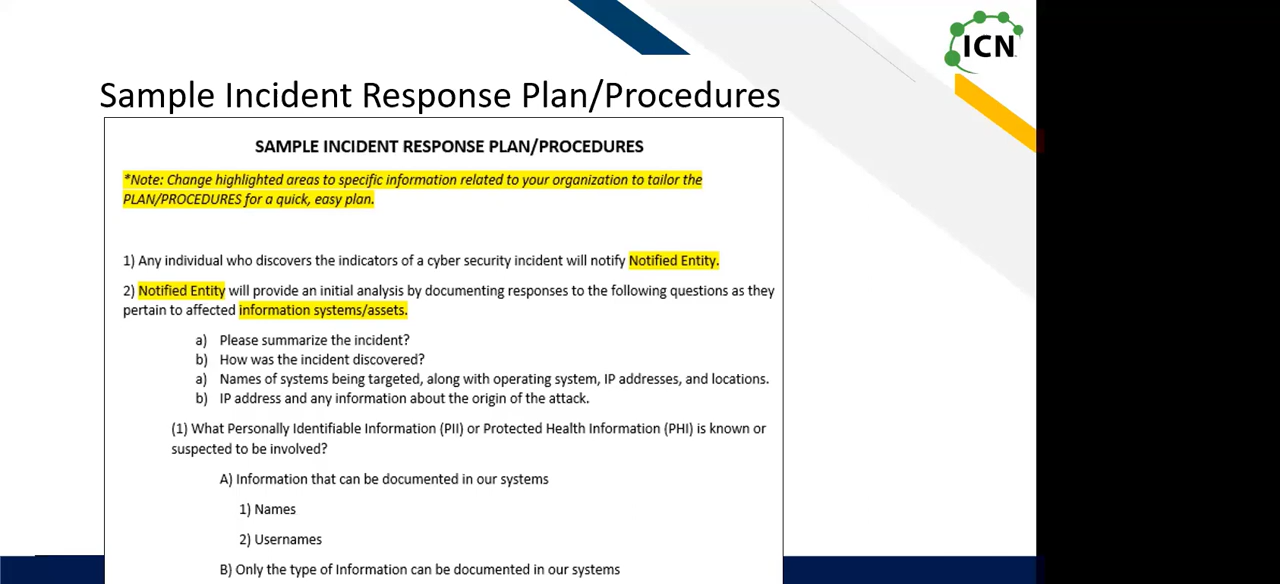 ICN
Sample Incident Response Plan/Procedures
SAMPLE INCIDENT RESPONSE PLAN/PROCEDURES
*Note: Change highlighted areas to specific information related to your organization to tailor the
PLAN/PROCEDURES for a quick, easy plan.
1) Any individual who discovers the indicators of a cyber security incident will notify Notified Entity.
2) Notified Entity will provide an initial analysis by documenting responses to the following questions as they
pertain to affected information systems/assets.
a) Please summarize the incident?
b) How was the incident discovered?
a) Names of systems being targeted, along with operating system, IP addresses, and locations.
b) IP address and any information about the origin of the attack.
(1) What Personally Identifiable Information (PII) or Protected Health Information (PHI) is known or
suspected to be involved?
A) Information that can be documented in our systems
1) Names
2) Usernames
B) Only the type of Information can be documented in our systems